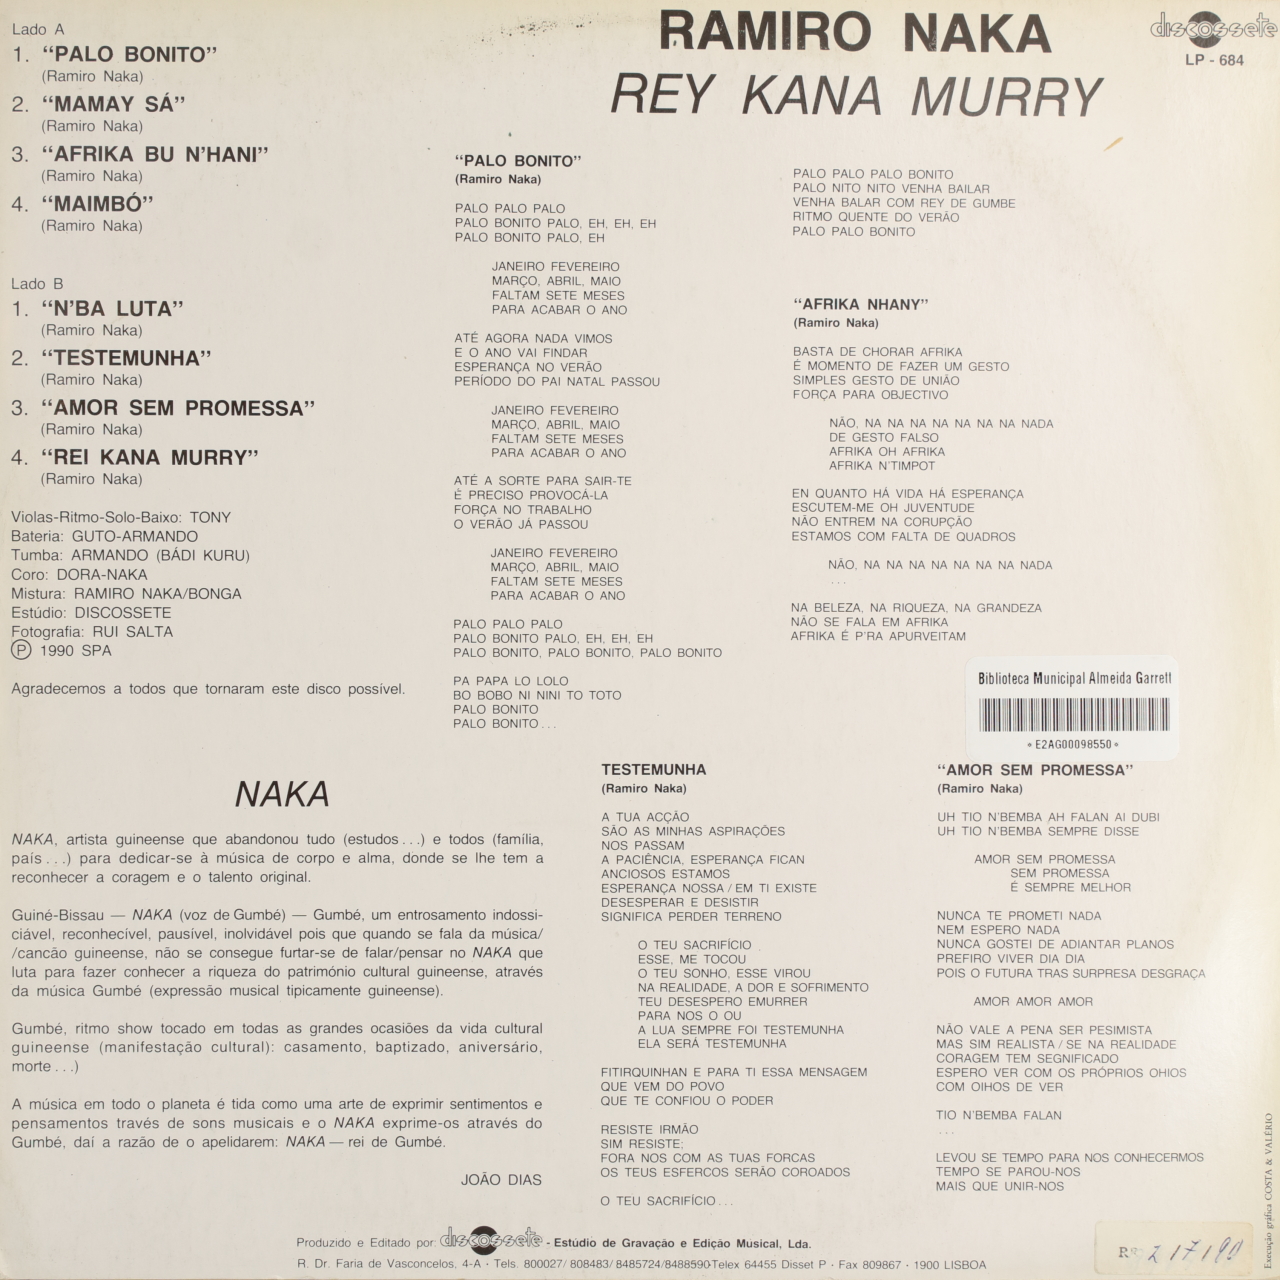 RAMIRO NAKA
REY KANA MURRY
discossete
LP - 684
Lado A
1. “PALO BONITO”
(Ramiro Naka)
2. “MAMAY SÁ”
(Ramiro Naka)
3. “AFRIKA BU N'HANI”
(Ramiro Naka)
4. “MAIMBÓ”
(Ramiro Naka)
Lado B
1. “N'BA LUTA”
(Ramiro Naka)
2. “TESTEMUNHA”
(Ramiro Naka)
3. “AMOR SEM PROMESSA”
(Ramiro Naka)
4. “REI KANA MURRY”
(Ramiro Naka)
Violas-Ritmo-Solo-Baixo: TONY
Bateria: GUTO-ARMANDO
Tumba: ARMANDO (BÁDI KURU)
Coro: DORA-NAKA
Mistura: RAMIRO NAKA/BONGA
Estúdio: DISCOSSETE
Fotografia: RUI SALTA
Ⓟ 1990 SPA
Agradecemos a todos que tornaram este disco possível.
“PALO BONITO”
(Ramiro Naka)
PALO PALO PALO
PALO BONITO PALO, EH, EH, EH
PALO BONITO PALO, EH
JANEIRO FEVEREIRO
MARÇO, ABRIL, MAIO
FALTAM SETE MESES
PARA ACABAR O ANO
ATÉ AGORA NADA VIMOS
E O ANO VAI FINDAR
ESPERANÇA NO VERÃO
PERÍODO DO PAI NATAL PASSOU
JANEIRO FEVEREIRO
MARÇO, ABRIL, MAIO
FALTAM SETE MESES
PARA ACABAR O ANO
ATÉ A SORTE PARA SAIR-TE
É PRECISO PROVOCÁ-LA
FORÇA NO TRABALHO
O VERÃO JÁ PASSOU
JANEIRO FEVEREIRO
MARÇO, ABRIL, MAIO
FALTAM SETE MESES
PARA ACABAR O ANO
PALO PALO PALO
PALO BONITO PALO, EH, EH, EH
PALO BONITO, PALO BONITO, PALO BONITO
PA PAPA LO LOLO
BO BOBO NI NINI TO TOTO
PALO BONITO
PALO BONITO . . .
PALO PALO PALO BONITO
PALO NITO NITO VENHA BAILAR
VENHA BALAR COM REY DE GUMBE
RITMO QUENTE DO VERÃO
PALO PALO BONITO
“AFRIKA NHANY”
(Ramiro Naka)
BASTA DE CHORAR AFRIKA
É MOMENTO DE FAZER UM GESTO
SIMPLES GESTO DE UNIÃO
FORÇA PARA OBJECTIVO
NÃO, NA NA NA NA NA NA NA NADA
DE GESTO FALSO
AFRIKA OH AFRIKA
AFRIKA N'TIMPOT
EN QUANTO HÁ VIDA HÁ ESPERANÇA
ESCUTEM-ME OH JUVENTUDE
NÃO ENTREM NA CORUPÇÃO
ESTAMOS COM FALTA DE QUADROS
NÃO, NA NA NA NA NA NA NA NADA
. . .
NA BELEZA, NA RIQUEZA, NA GRANDEZA
NÃO SE FALA EM AFRIKA
AFRIKA É P'RA APURVEITAM
Biblioteca Municipal Almeida Garrett
* E2AG00098550 *
NAKA
NAKA, artista guineense que abandonou tudo (estudos . . .) e todos (família,
país . . .) para dedicar-se à música de corpo e alma, donde se lhe tem a
reconhecer a coragem e o talento original.
Guiné-Bissau — NAKA (voz de Gumbé) — Gumbé, um entrosamento indossi-
ciável, reconhecível, pausível, inolvidável pois que quando se fala da música/
/cancão guineense, não se consegue furtar-se de falar/pensar no NAKA que
luta para fazer conhecer a riqueza do património cultural guineense, através
da música Gumbé (expressão musical tipicamente guineense).
Gumbé, ritmo show tocado em todas as grandes ocasiões da vida cultural
guineense (manifestação cultural): casamento, baptizado, aniversário,
morte . . .)
A música em todo o planeta é tida como uma arte de exprimir sentimentos e
pensamentos través de sons musicais e o NAKA exprime-os através do
Gumbé, daí a razão de o apelidarem: NAKA — rei de Gumbé.
JOÃO DIAS
TESTEMUNHA
(Ramiro Naka)
A TUA ACÇÃO
SÃO AS MINHAS ASPIRAÇÕES
NOS PASSAM
A PACIÊNCIA, ESPERANÇA FICAN
ANCIOSOS ESTAMOS
ESPERANÇA NOSSA / EM TI EXISTE
DESESPERAR E DESISTIR
SIGNIFICA PERDER TERRENO
O TEU SACRIFÍCIO
ESSE, ME TOCOU
O TEU SONHO, ESSE VIROU
NA REALIDADE, A DOR E SOFRIMENTO
TEU DESESPERO EMURRER
PARA NOS O OU
A LUA SEMPRE FOI TESTEMUNHA
ELA SERÁ TESTEMUNHA
FITIRQUINHAN E PARA TI ESSA MENSAGEM
QUE VEM DO POVO
QUE TE CONFIOU O PODER
RESISTE IRMÃO
SIM RESISTE;
FORA NOS COM AS TUAS FORCAS
OS TEUS ESFERCOS SERÃO COROADOS
O TEU SACRIFÍCIO . . .
“AMOR SEM PROMESSA”
(Ramiro Naka)
UH TIO N'BEMBA AH FALAN AI DUBI
UH TIO N'BEMBA SEMPRE DISSE
AMOR SEM PROMESSA
SEM PROMESSA
É SEMPRE MELHOR
NUNCA TE PROMETI NADA
NEM ESPERO NADA
NUNCA GOSTEI DE ADIANTAR PLANOS
PREFIRO VIVER DIA DIA
POIS O FUTURA TRAS SURPRESA DESGRAÇA
AMOR AMOR AMOR
NÃO VALE A PENA SER PESIMISTA
MAS SIM REALISTA / SE NA REALIDADE
CORAGEM TEM SEGNIFICADO
ESPERO VER COM OS PRÓPRIOS OHIOS
COM OIHOS DE VER
TIO N'BEMBA FALAN
. . .
LEVOU SE TEMPO PARA NOS CONHECERMOS
TEMPO SE PAROU-NOS
MAIS QUE UNIR-NOS
Produzido e Editado por: discossete - Estúdio de Gravação e Edição Músical, Lda.
R. Dr. Faria de Vasconcelos, 4-A · Tels. 800027/ 808483/ 8485724/8488590·Telex 64455 Disset P · Fax 809867 · 1900 LISBOA
Execução gráfica COSTA & VALÉRIO
217190